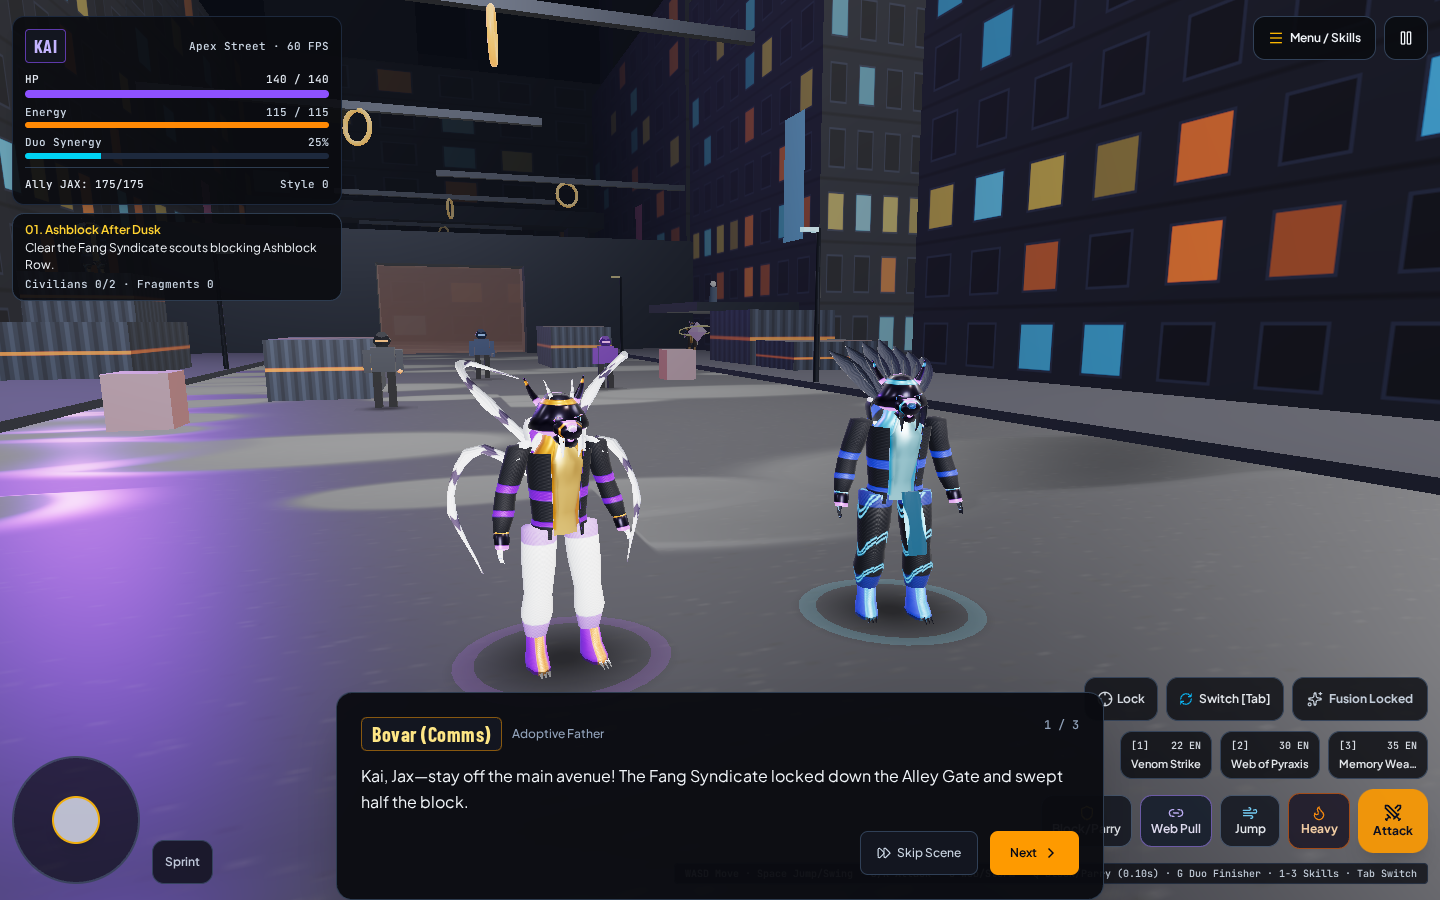 KAI
Apex Street · 60 FPS
HP 140 / 140
Energy 115 / 115
Duo Synergy 25%
Ally JAX: 175/175 Style 0
01. Ashblock After Dusk
Clear the Fang Syndicate scouts blocking Ashblock
Row.
Civilians 0/2 · Fragments 0
Menu / Skills
Lock
Switch [Tab]
Fusion Locked
[1] 22 EN
Venom Strike
[2] 30 EN
Web of Pyraxis
[3] 35 EN
Memory Wea…
Web Pull
Jump
Heavy
Attack
Sprint
Bovar (Comms) Adoptive Father
1 / 3
Kai, Jax—stay off the main avenue! The Fang Syndicate locked down the Alley Gate and swept
half the block.
Skip Scene
Next
(0.10s) · G Duo Finisher · 1-3 Skills · Tab Switch